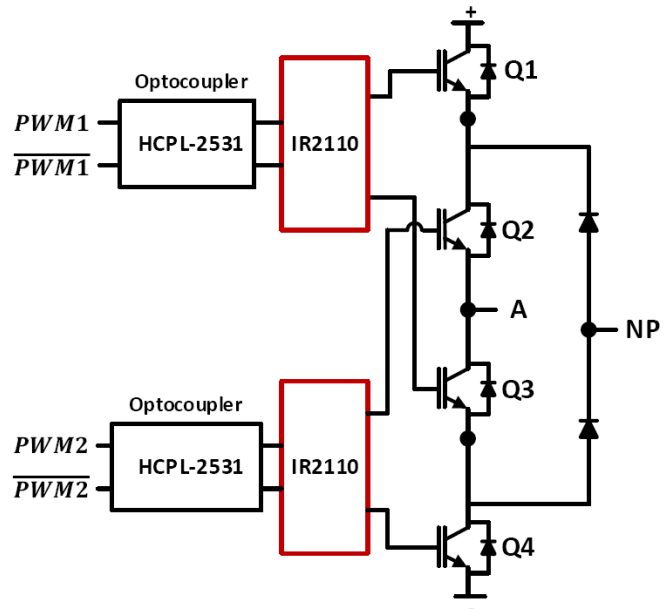 +
Q1
Optocoupler
PWM1
HCPL-2531
IR2110
PWM1
Q2
A
NP
Q3
Optocoupler
PWM2
HCPL-2531
IR2110
PWM2
Q4
-